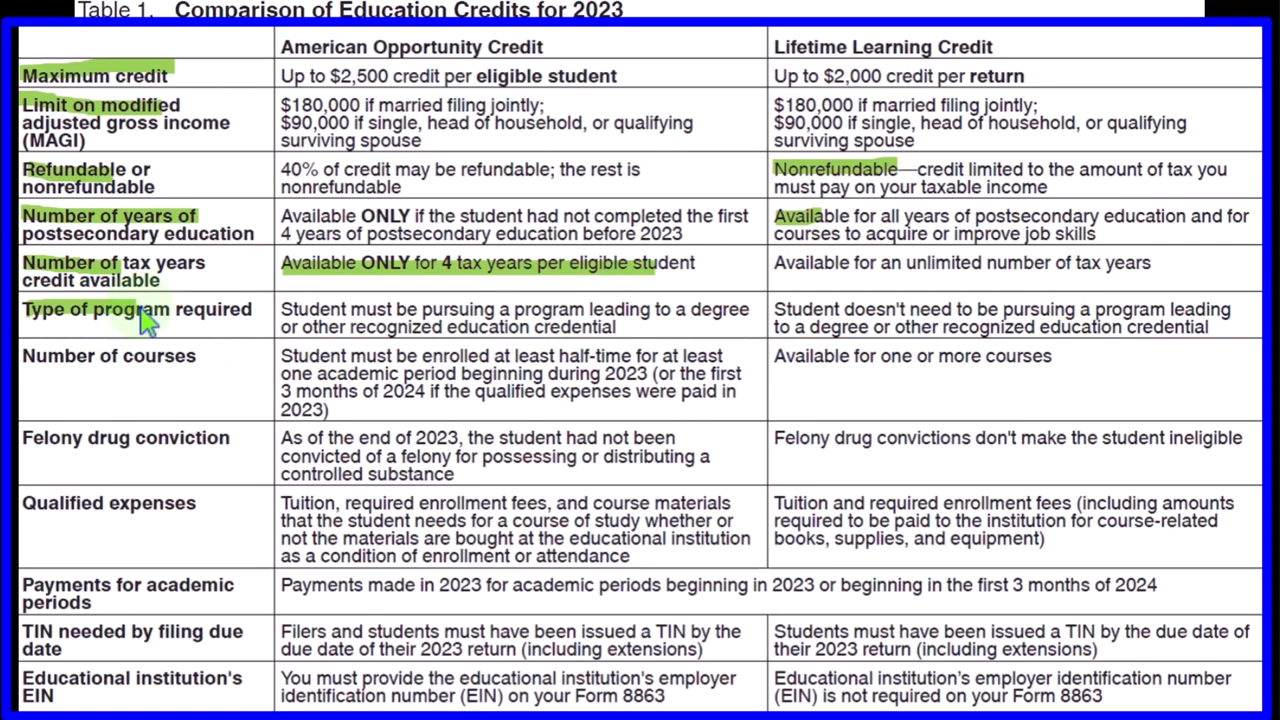 Table 1. Comparison of Education Credits for 2023
American Opportunity Credit
Lifetime Learning Credit
Maximum credit
Up to $2,500 credit per eligible student
Up to $2,000 credit per return
Limit on modified
adjusted gross income
(MAGI)
$180,000 if married filing jointly;
$90,000 if single, head of household, or qualifying
surviving spouse
$180,000 if married filing jointly;
$90,000 if single, head of household, or qualifying
surviving spouse
Refundable or
nonrefundable
40% of credit may be refundable; the rest is
nonrefundable
Nonrefundable—credit limited to the amount of tax you
must pay on your taxable income
Number of years of
postsecondary education
Available ONLY if the student had not completed the first
4 years of postsecondary education before 2023
Available for all years of postsecondary education and for
courses to acquire or improve job skills
Number of tax years
credit available
Available ONLY for 4 tax years per eligible student
Available for an unlimited number of tax years
Type of program required
Student must be pursuing a program leading to a degree
or other recognized education credential
Student doesn't need to be pursuing a program leading
to a degree or other recognized education credential
Number of courses
Student must be enrolled at least half-time for at least
one academic period beginning during 2023 (or the first
3 months of 2024 if the qualified expenses were paid in
2023)
Available for one or more courses
Felony drug conviction
As of the end of 2023, the student had not been
convicted of a felony for possessing or distributing a
controlled substance
Felony drug convictions don't make the student ineligible
Qualified expenses
Tuition, required enrollment fees, and course materials
that the student needs for a course of study whether or
not the materials are bought at the educational institution
as a condition of enrollment or attendance
Tuition and required enrollment fees (including amounts
required to be paid to the institution for course-related
books, supplies, and equipment)
Payments for academic
periods
Payments made in 2023 for academic periods beginning in 2023 or beginning in the first 3 months of 2024
TIN needed by filing due
date
Filers and students must have been issued a TIN by the
due date of their 2023 return (including extensions)
Students must have been issued a TIN by the due date of
their 2023 return (including extensions)
Educational institution's
EIN
You must provide the educational institution's employer
identification number (EIN) on your Form 8863
Educational institution's employer identification number
(EIN) is not required on your Form 8863